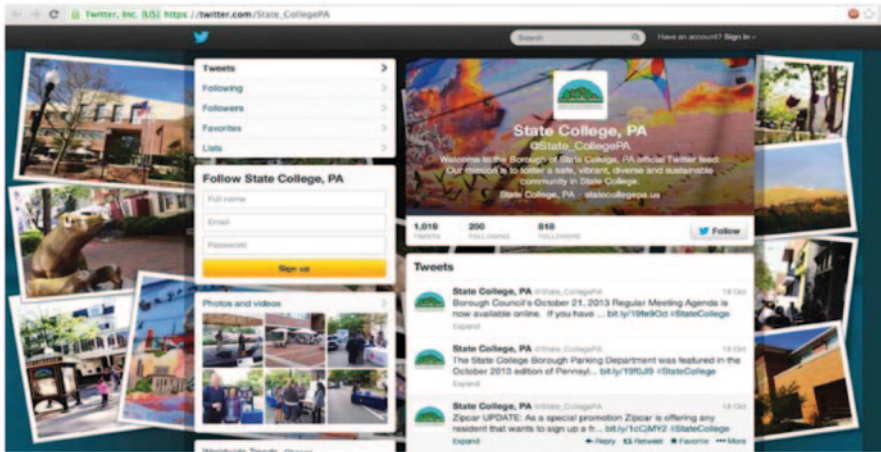 Twitter, Inc. [US] https://twitter.com/State_CollegePA
Search
Have an account? Sign in
Tweets
Following
Followers
Favorites
Lists
Follow State College, PA
Full name
Email
Password
Sign up
Photos and videos
State College, PA
@State_CollegePA
Welcome to the Borough of State College, PA official Twitter feed.
Our mission is to foster a safe, vibrant, diverse and sustainable
community in State College.
State College, PA · statecollegepa.us
1,019 200 818
TWEETS FOLLOWING FOLLOWERS
Follow
Tweets
State College, PA @State_CollegePA 18 Oct
Borough Council's October 21, 2013 Regular Meeting Agenda is
now available online. If you have ... #StateCollege
Expand
State College, PA @State_CollegePA 18 Oct
The State College Borough Parking Department was featured in the
October 2013 edition of Pennsyl... #StateCollege
Expand
State College, PA @State_CollegePA 18 Oct
Zipcar UPDATE: As a special promotion Zipcar is offering any
resident that wants to sign up a fr... bit.ly/1cCjMY2 #StateCollege
Expand Reply Retweet Favorite More
Worldwide Trends · Change